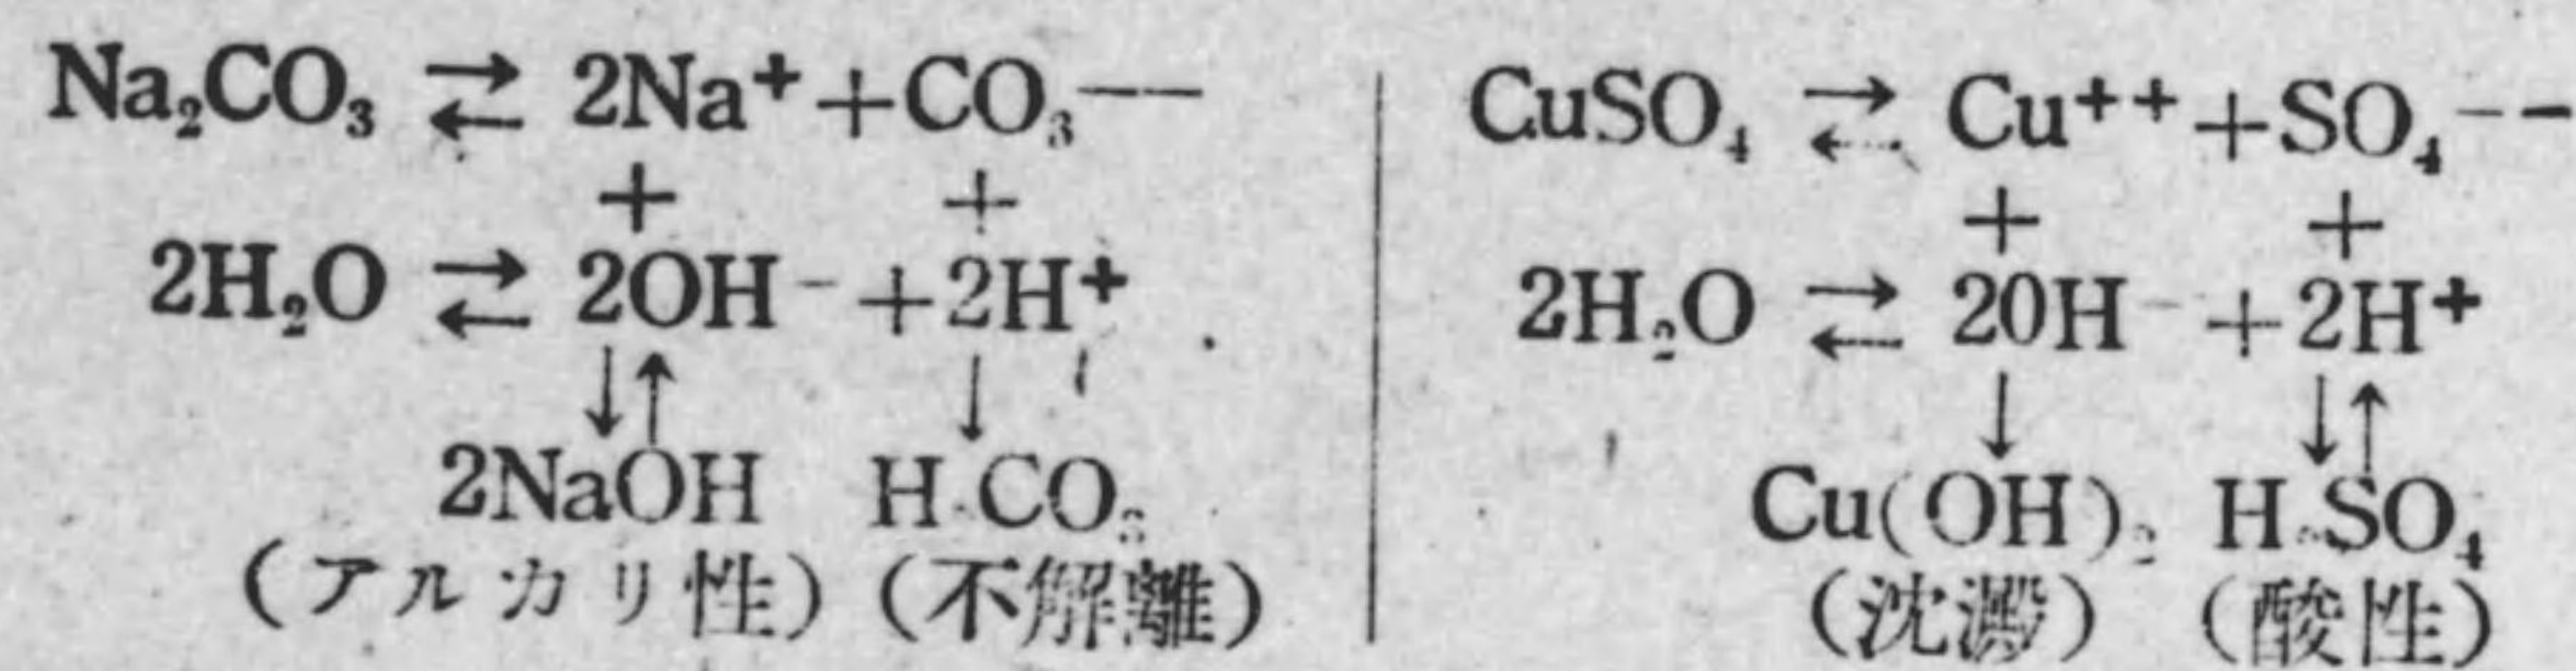 Na₂CO₃ ⇄ 2Na⁺ + CO₃⁻⁻
+ +
2H₂O ⇄ 2OH⁻ + 2H⁺
↓↑ ↓
2NaOH H₂CO₃
(アルカリ性) (不解離)
CuSO₄ ⇄ Cu⁺⁺ + SO₄⁻⁻
+ +
2H₂O ⇄ 2OH⁻ + 2H⁺
↓ ↓↑
Cu(OH)₂ H₂SO₄
(沈澱) (酸性)